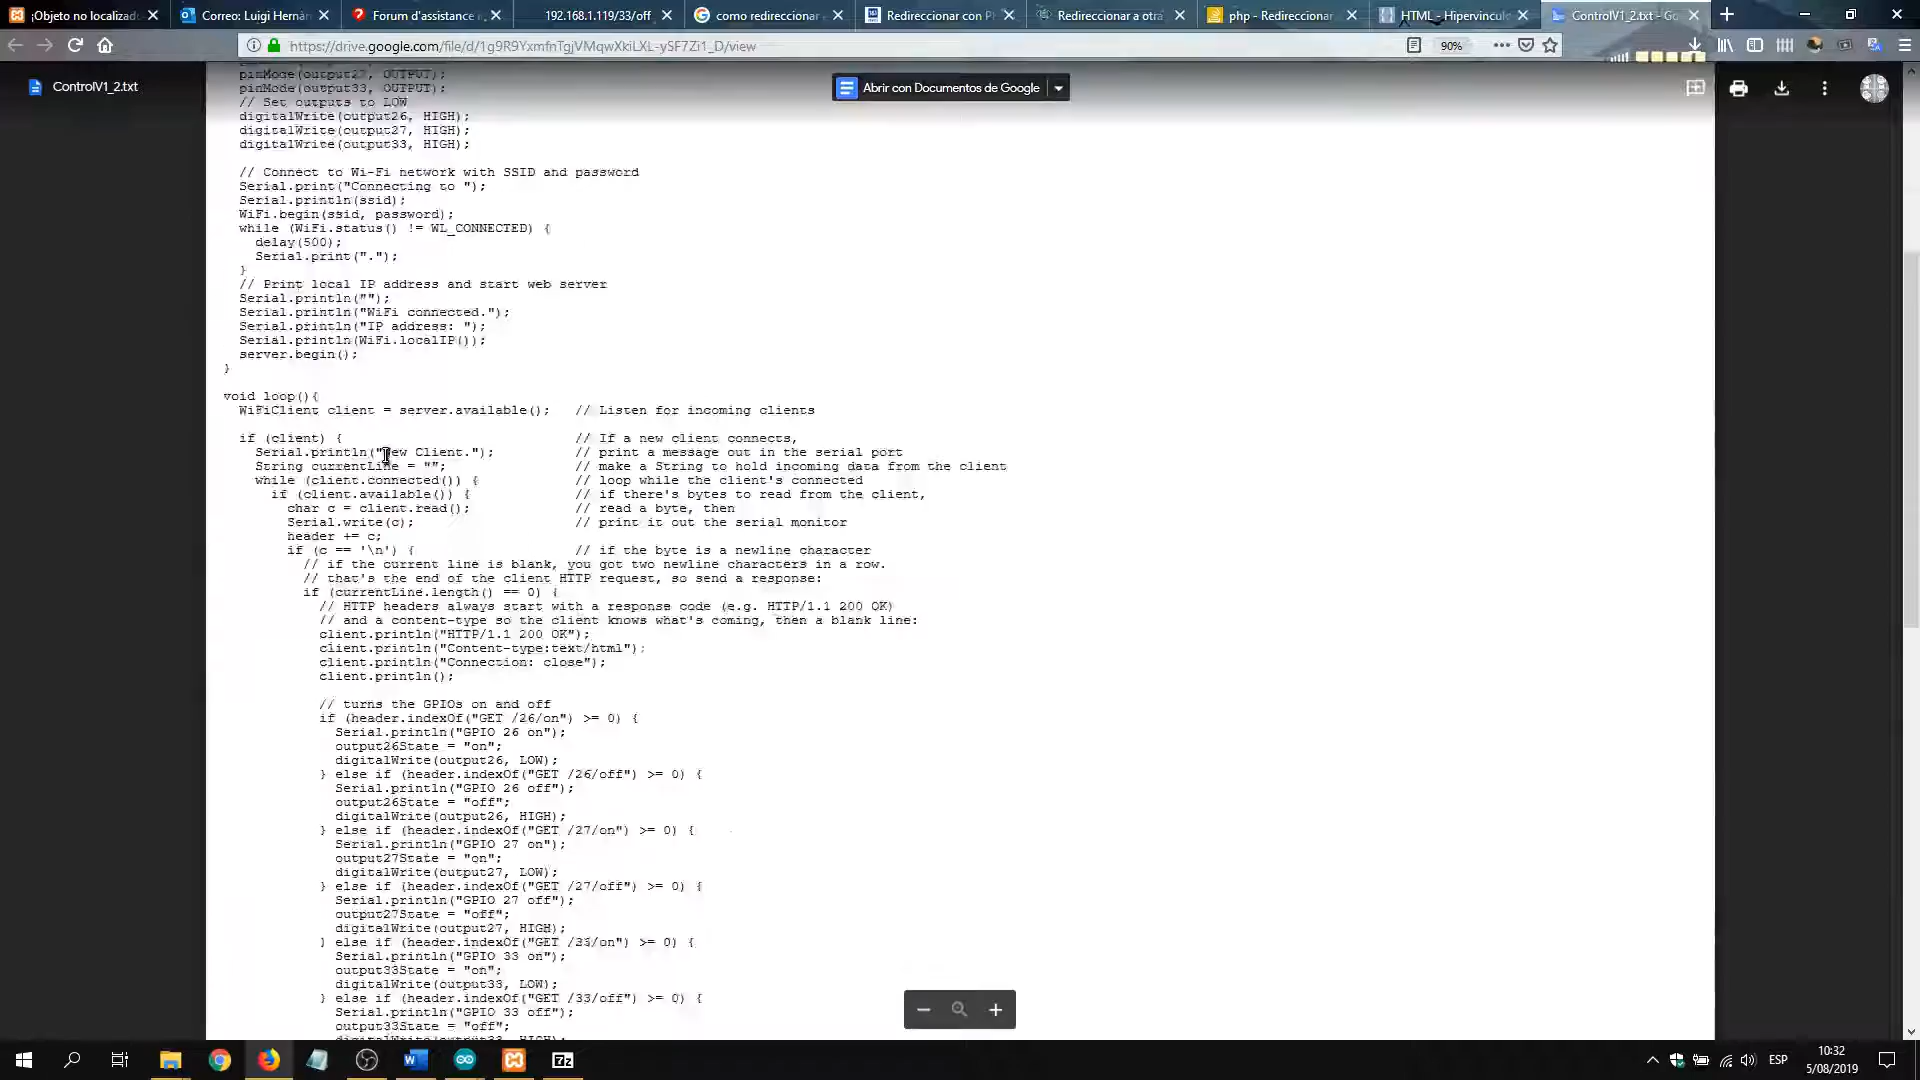 ¡Objeto no localizad
Correo: Luigi Hernán
Forum d'assistance
192.168.1.119/33/off
como redireccionar
Redireccionar con P
Redireccionar a otra
php - Redireccionar
HTML - Hipervincul
ControlV1_2.txt - Go
https://drive.google.com/file/d/1g9R9YxmfnTgjVMqwXkiLXL-ySF7Zi1_D/view
90%
ControlV1_2.txt
Abrir con Documentos de Google
pinMode(output27, OUTPUT);
pinMode(output33, OUTPUT);
// Set outputs to LOW
digitalWrite(output26, HIGH);
digitalWrite(output27, HIGH);
digitalWrite(output33, HIGH);
// Connect to Wi-Fi network with SSID and password
Serial.print("Connecting to ");
Serial.println(ssid);
WiFi.begin(ssid, password);
while (WiFi.status() != WL_CONNECTED) {
delay(500);
Serial.print(".");
}
// Print local IP address and start web server
Serial.println("");
Serial.println("WiFi connected.");
Serial.println("IP address: ");
Serial.println(WiFi.localIP());
server.begin();
}
void loop(){
WiFiClient client = server.available();   // Listen for incoming clients
if (client) {                             // If a new client connects,
Serial.println("New Client.");          // print a message out in the serial port
String currentLine = "";                // make a String to hold incoming data from the client
while (client.connected()) {            // loop while the client's connected
if (client.available()) {             // if there's bytes to read from the client,
char c = client.read();             // read a byte, then
Serial.write(c);                    // print it out the serial monitor
header += c;
if (c == '\n') {                    // if the byte is a newline character
// if the current line is blank, you got two newline characters in a row.
// that's the end of the client HTTP request, so send a response:
if (currentLine.length() == 0) {
// HTTP headers always start with a response code (e.g. HTTP/1.1 200 OK)
// and a content-type so the client knows what's coming, then a blank line:
client.println("HTTP/1.1 200 OK");
client.println("Content-type:text/html");
client.println("Connection: close");
client.println();
// turns the GPIOs on and off
if (header.indexOf("GET /26/on") >= 0) {
Serial.println("GPIO 26 on");
output26State = "on";
digitalWrite(output26, LOW);
} else if (header.indexOf("GET /26/off") >= 0) {
Serial.println("GPIO 26 off");
output26State = "off";
digitalWrite(output26, HIGH);
} else if (header.indexOf("GET /27/on") >= 0) {
Serial.println("GPIO 27 on");
output27State = "on";
digitalWrite(output27, LOW);
} else if (header.indexOf("GET /27/off") >= 0) {
Serial.println("GPIO 27 off");
output27State = "off";
digitalWrite(output27, HIGH);
} else if (header.indexOf("GET /33/on") >= 0) {
Serial.println("GPIO 33 on");
output33State = "on";
digitalWrite(output33, LOW);
} else if (header.indexOf("GET /33/off") >= 0) {
Serial.println("GPIO 33 off");
output33State = "off";
digitalWrite(output33, HIGH);
ESP
10:32
5/08/2019